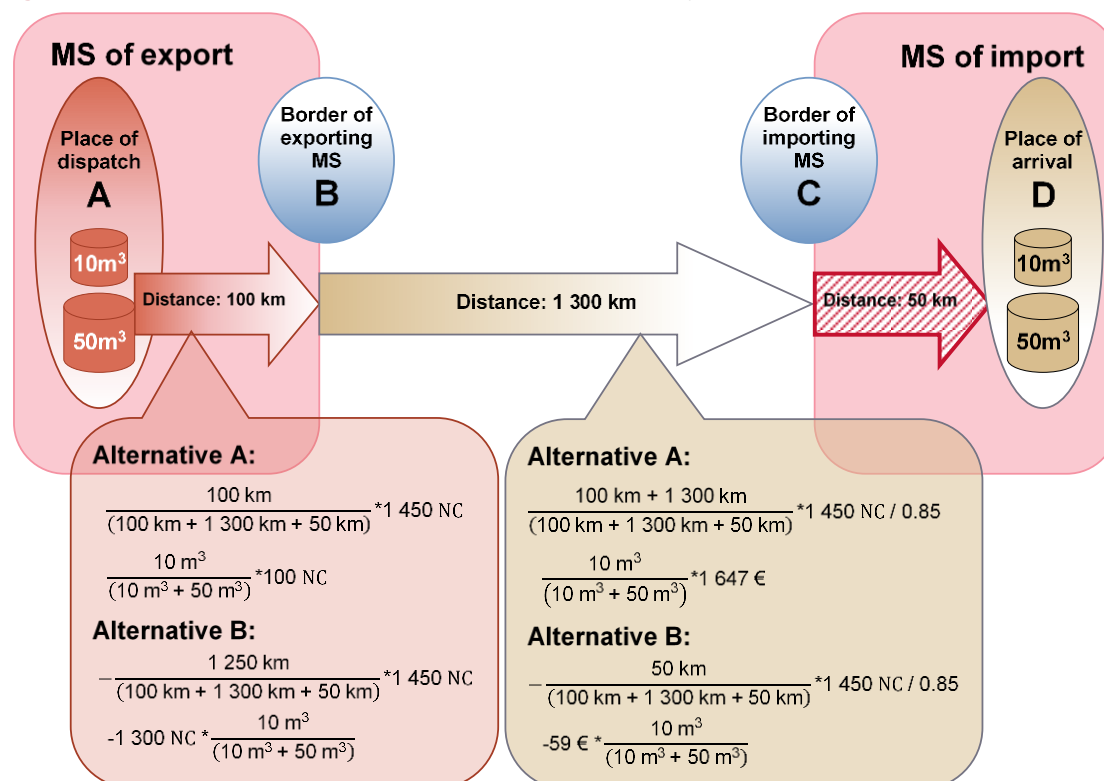 MS of export
MS of import
Place of
dispatch
A
10m³
50m³
Border of
exporting
MS
B
Border of
importing
MS
C
Place of
arrival
D
10m³
50m³
Distance: 100 km
Distance: 1 300 km
Distance: 50 km
Alternative A:
100 km
(100 km + 1 300 km + 50 km)
*1 450 NC
10 m³
(10 m³ + 50 m³)
*100 NC
Alternative B:
−
1 250 km
(100 km + 1 300 km + 50 km)
*1 450 NC
-1 300 NC *
10 m³
(10 m³ + 50 m³)
Alternative A:
100 km + 1 300 km
(100 km + 1 300 km + 50 km)
*1 450 NC / 0.85
10 m³
(10 m³ + 50 m³)
*1 647 €
Alternative B:
−
50 km
(100 km + 1 300 km + 50 km)
*1 450 NC / 0.85
-59 € *
10 m³
(10 m³ + 50 m³)